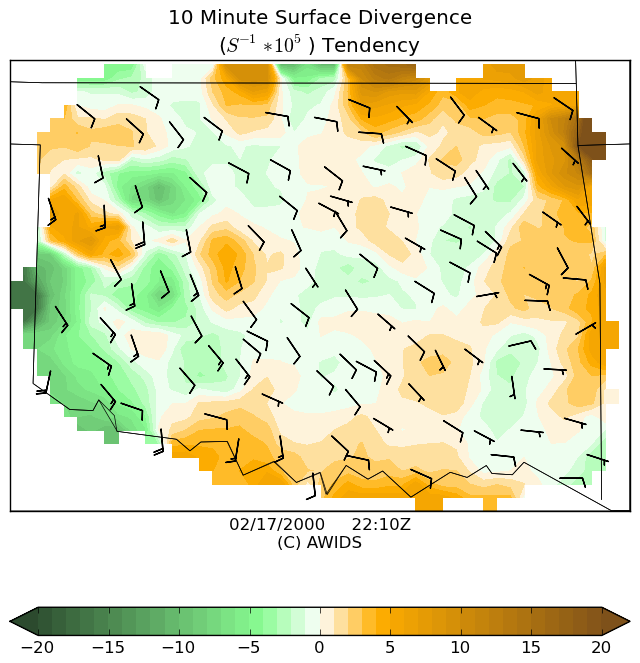 10 Minute Surface Divergence
(S⁻¹ *10⁵ ) Tendency
02/17/2000 22:10Z
(C) AWIDS
−20 −15 −10 −5 0 5 10 15 20